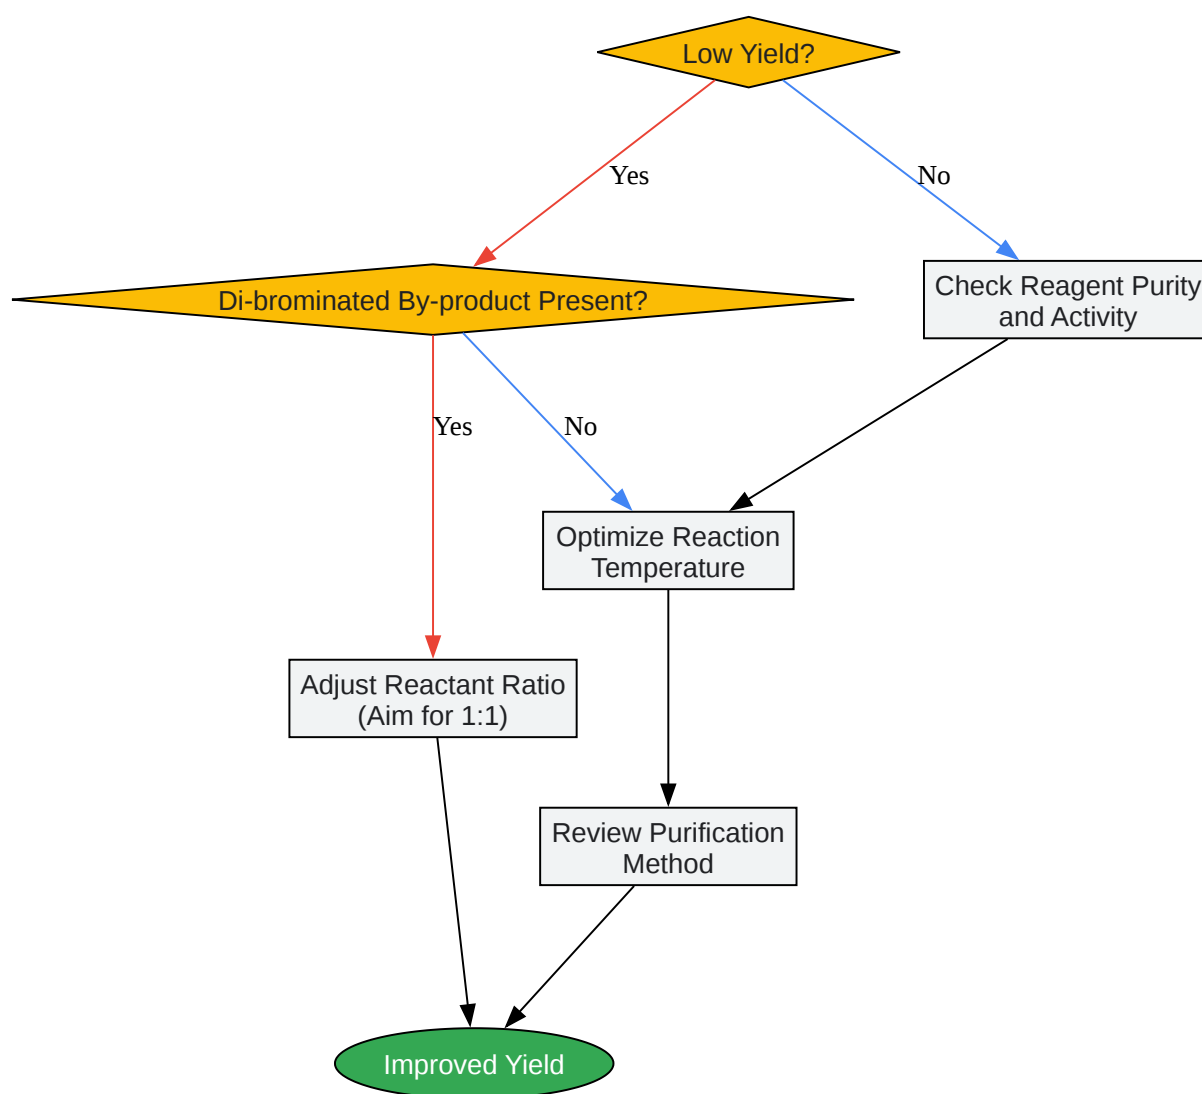 Low Yield?
Yes
No
Di-brominated By-product Present?
Check Reagent Purity
and Activity
Yes
No
Optimize Reaction
Temperature
Adjust Reactant Ratio
(Aim for 1:1)
Review Purification
Method
Improved Yield